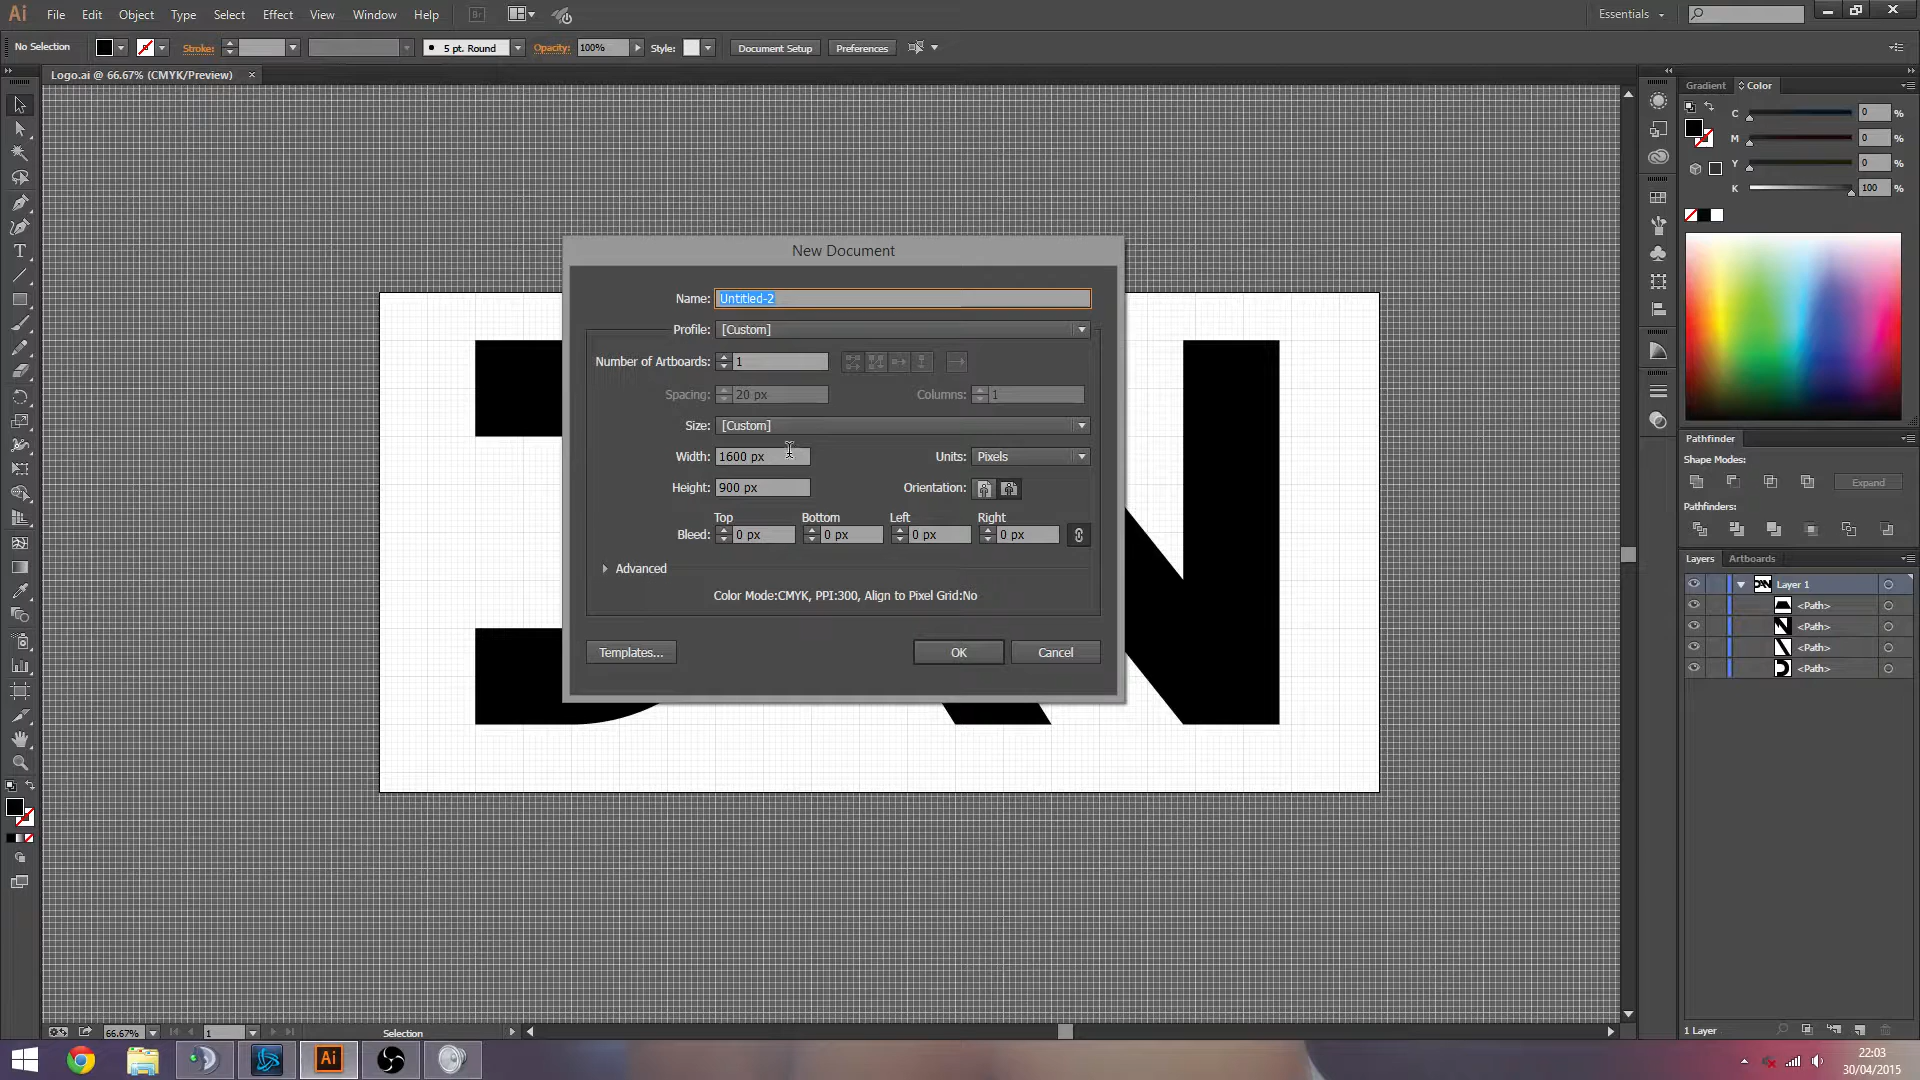 Ai File Edit Object Type Select Effect View Window Help Br Essentials
No Selection Stroke: 5 pt. Round Opacity: 100% Style: Document Setup Preferences
Logo.ai @ 66.67% (CMYK/Preview) ×
New Document
Name: Untitled-2
Profile: [Custom]
Number of Artboards: 1
Spacing: 20 px Columns: 1
Size: [Custom]
Width: 1600 px Units: Pixels
Height: 900 px Orientation:
Top Bottom Left Right
Bleed: 0 px 0 px 0 px 0 px
Advanced
Color Mode:CMYK, PPI:300, Align to Pixel Grid:No
Templates... OK Cancel
Gradient Color
C 0 %
M 0 %
Y 0 %
K 100 %
Pathfinder
Shape Modes:
Expand
Pathfinders:
Layers Artboards
Layer 1
<Path>
<Path>
<Path>
<Path>
1 Layer
66.67% 1 Selection
Ai
22:03
30/04/2015